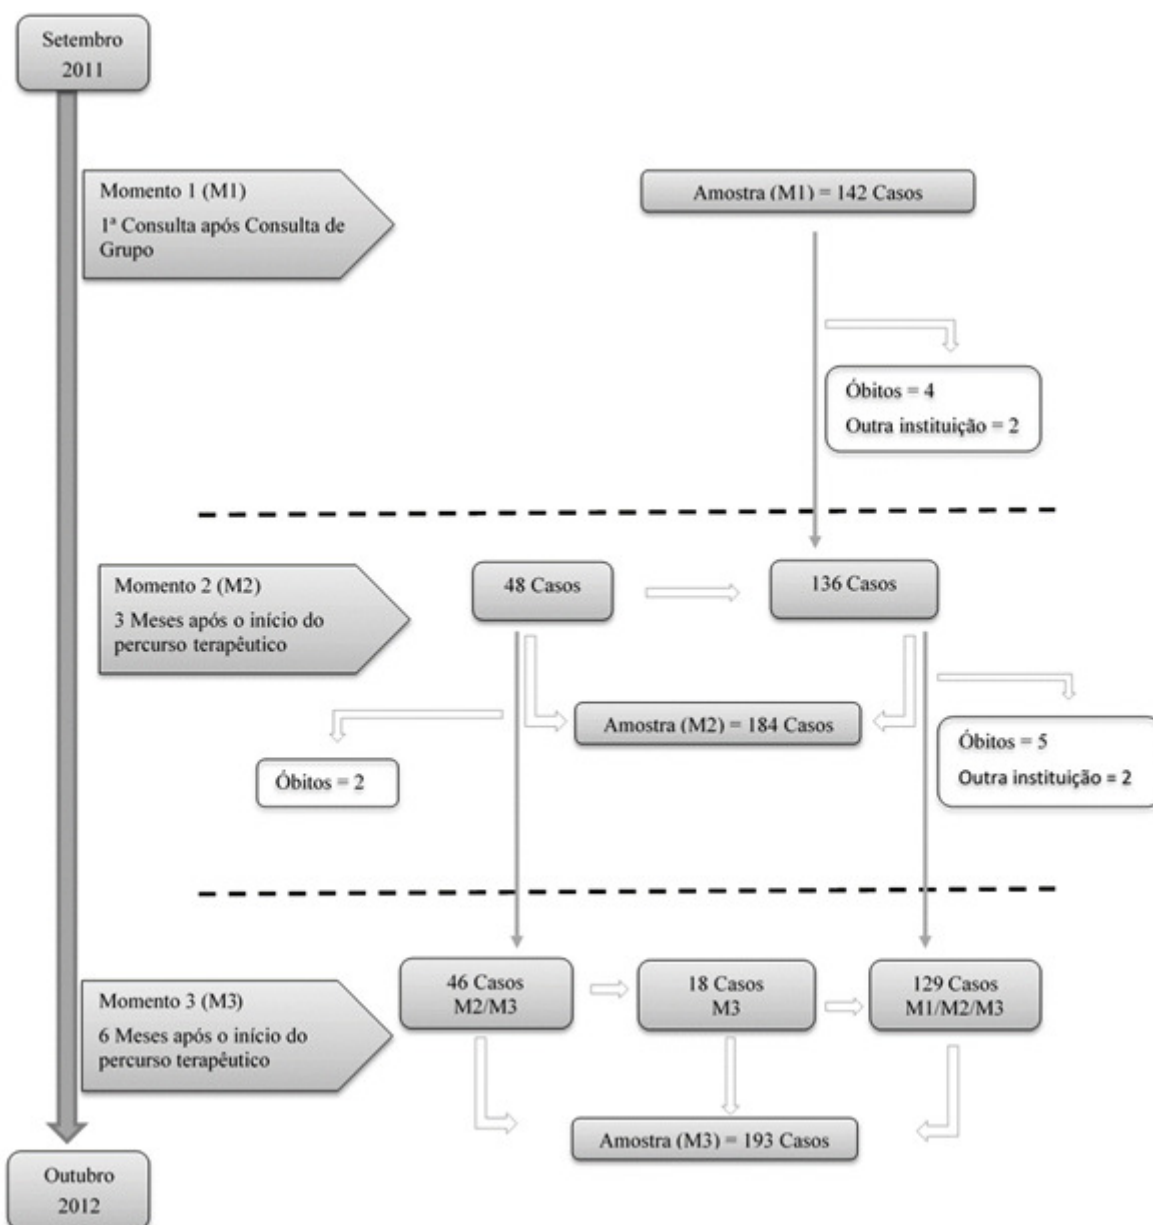 Setembro
2011
Momento 1 (M1)
1ª Consulta após Consulta de
Grupo
Amostra (M1) = 142 Casos
Óbitos = 4
Outra instituição = 2
Momento 2 (M2)
3 Meses após o início do
percurso terapêutico
48 Casos
136 Casos
Amostra (M2) = 184 Casos
Óbitos = 2
Óbitos = 5
Outra instituição = 2
Momento 3 (M3)
6 Meses após o início do
percurso terapêutico
46 Casos
M2/M3
18 Casos
M3
129 Casos
M1/M2/M3
Amostra (M3) = 193 Casos
Outubro
2012